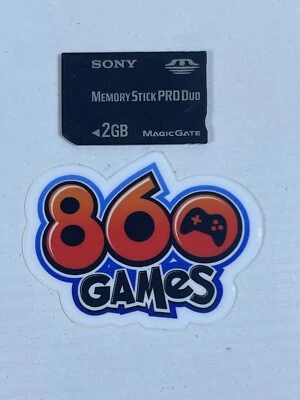 SONY
MEMORY STICK PRO DUO
◄2GB MAGICGATE
860
GAMeS